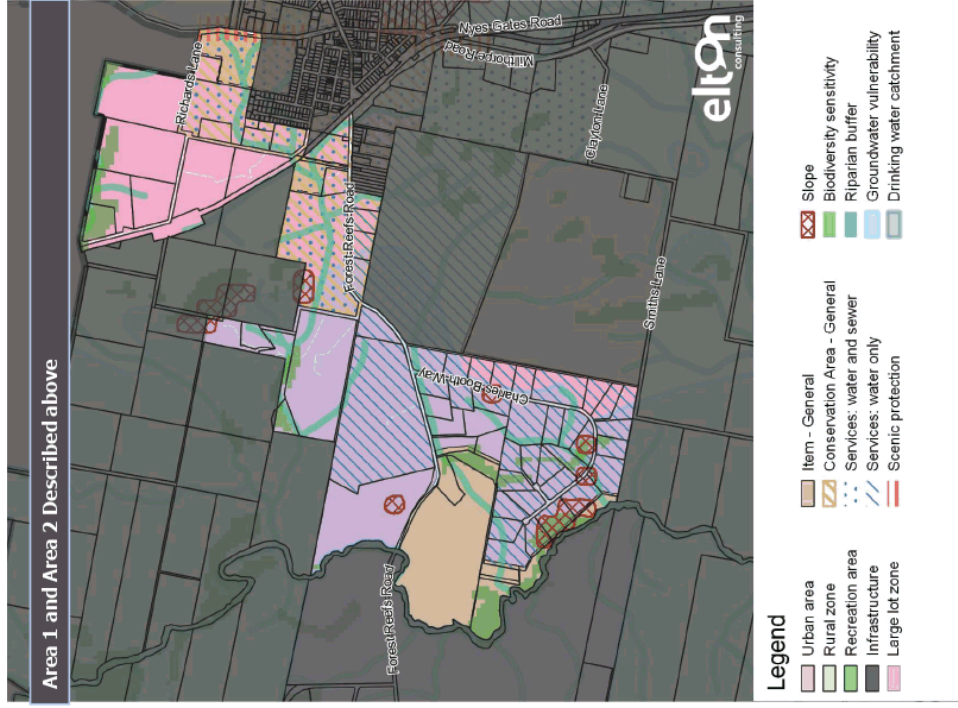 Area 1 and Area 2 Described above
Nyes Gates Road
Millthorpe Road
Richards Lane
Clayton Lane
Forest Reefs Road
Smiths Lane
Charles Booth Way
Forest Reefs Road
elton
consulting
Legend
Urban area
Rural zone
Recreation area
Infrastructure
Large lot zone
Item - General
Conservation Area - General
Services: water and sewer
Services: water only
Scenic protection
Slope
Biodiversity sensitivity
Riparian buffer
Groundwater vulnerability
Drinking water catchment